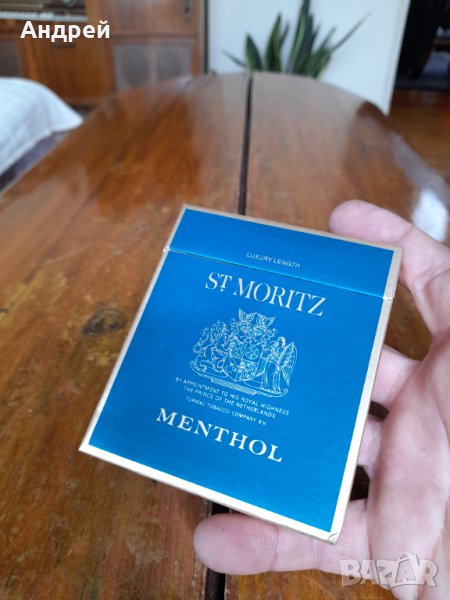 Андрей
LUXURY LENGTH
ST MORITZ
BY APPOINTMENT TO HIS ROYAL HIGHNESS
THE PRINCE OF THE NETHERLANDS
TURMAC TOBACCO COMPANY B.V.
MENTHOL
BAZAR